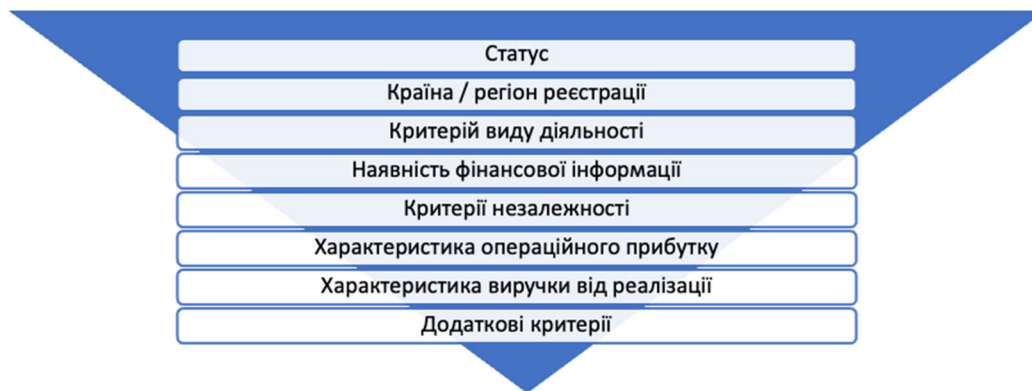 Статус
Країна / регіон реєстрації
Критерій виду діяльності
Наявність фінансової інформації
Критерії незалежності
Характеристика операційного прибутку
Характеристика виручки від реалізації
Додаткові критерії